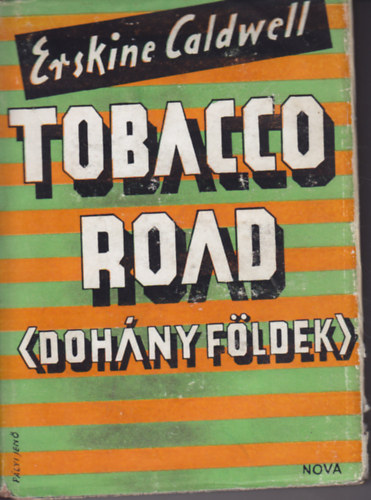 Erskine Caldwell
TOBACCO
ROAD
<DOHÁNY FÖLDEK>
NOVA